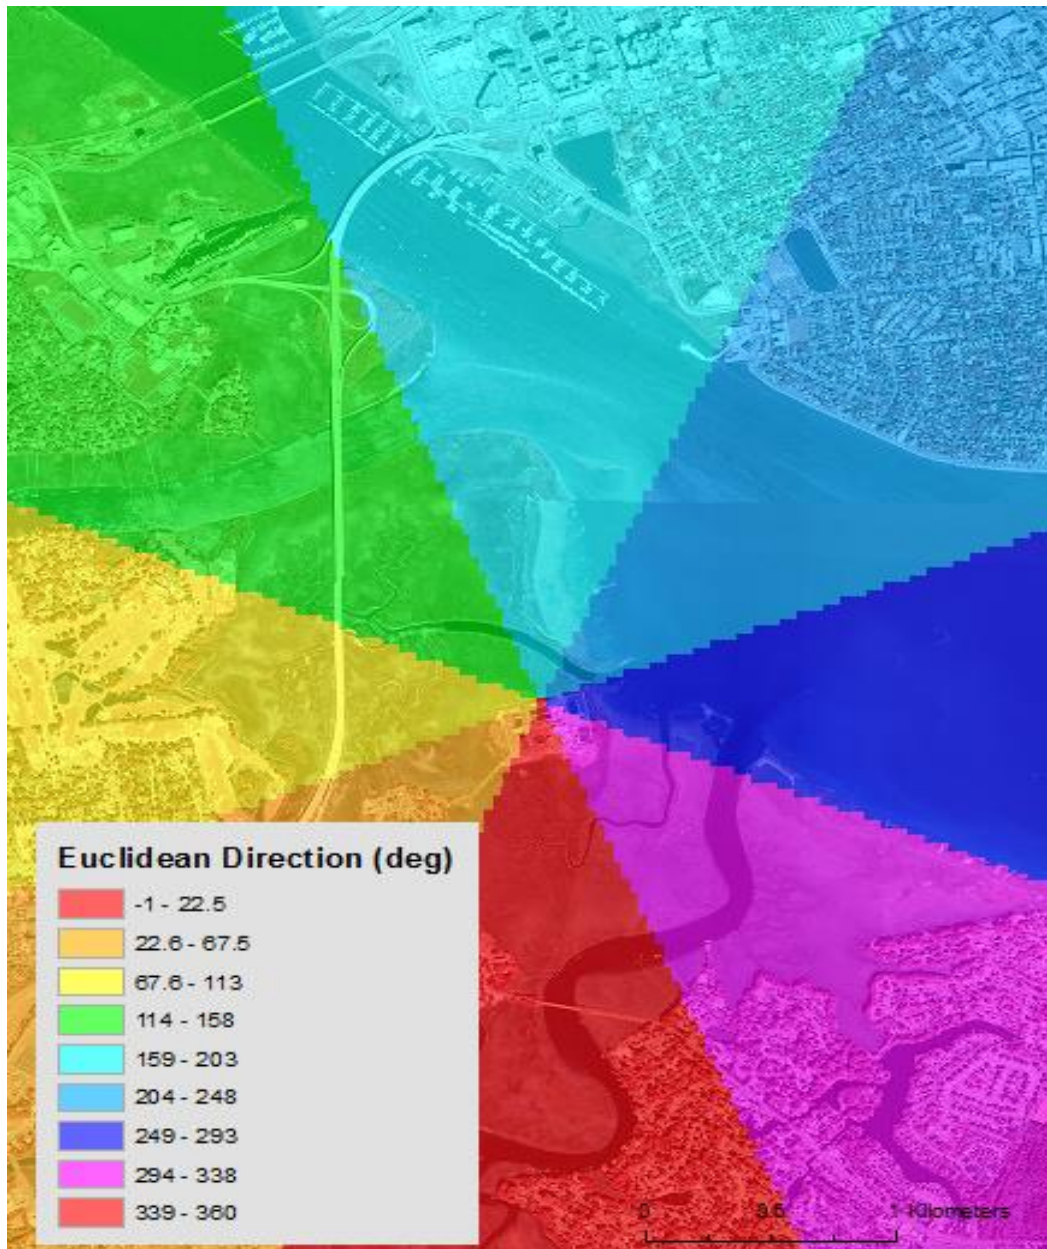 Euclidean Direction (deg)
-1 - 22.5
22.6 - 67.5
67.6 - 113
114 - 158
159 - 203
204 - 248
249 - 293
294 - 338
339 - 360
0 0.5 1 Kilometers